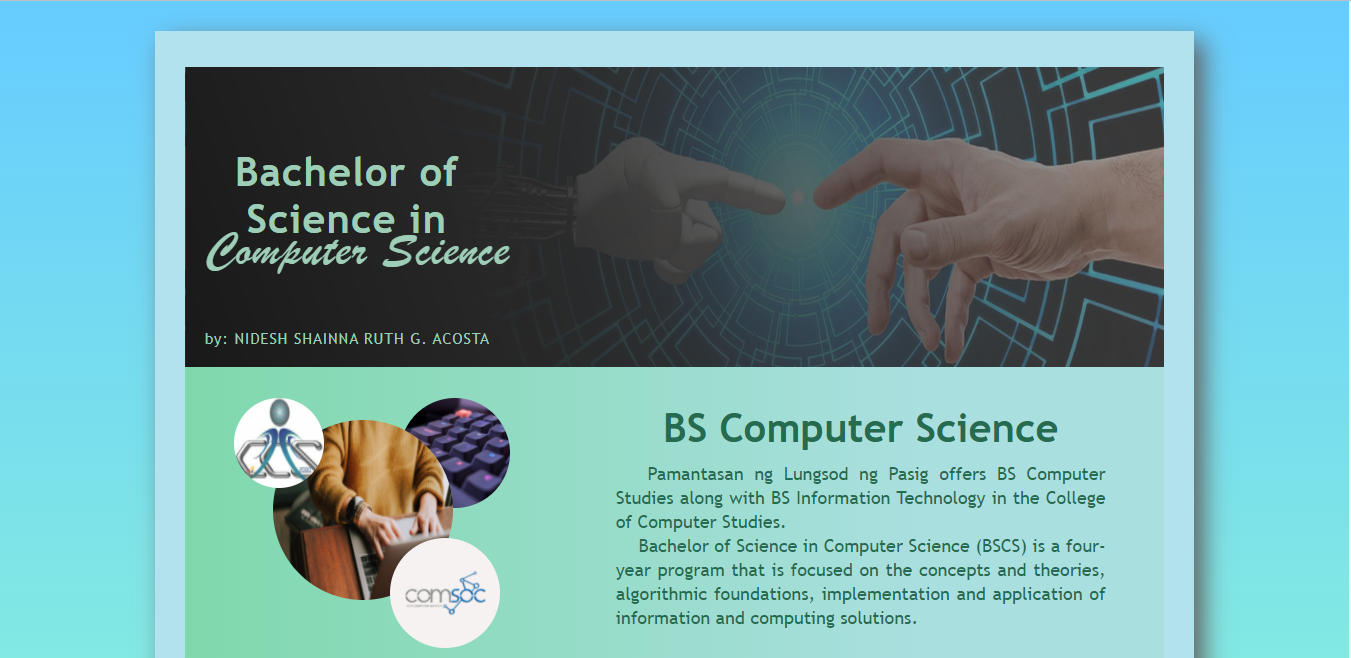 Bachelor of
Science in
Computer Science
by: NIDESH SHAINNA RUTH G. ACOSTA
CCS
BS Computer Science
Pamantasan ng Lungsod ng Pasig offers BS Computer
Studies along with BS Information Technology in the College
of Computer Studies.
Bachelor of Science in Computer Science (BSCS) is a four-
year program that is focused on the concepts and theories,
algorithmic foundations, implementation and application of
information and computing solutions.
comsoc